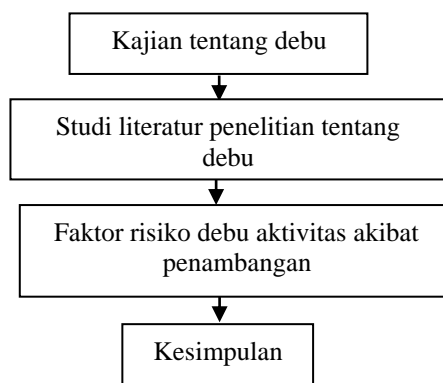 Kajian tentang debu
Studi literatur penelitian tentang
debu
Faktor risiko debu aktivitas akibat
penambangan
Kesimpulan